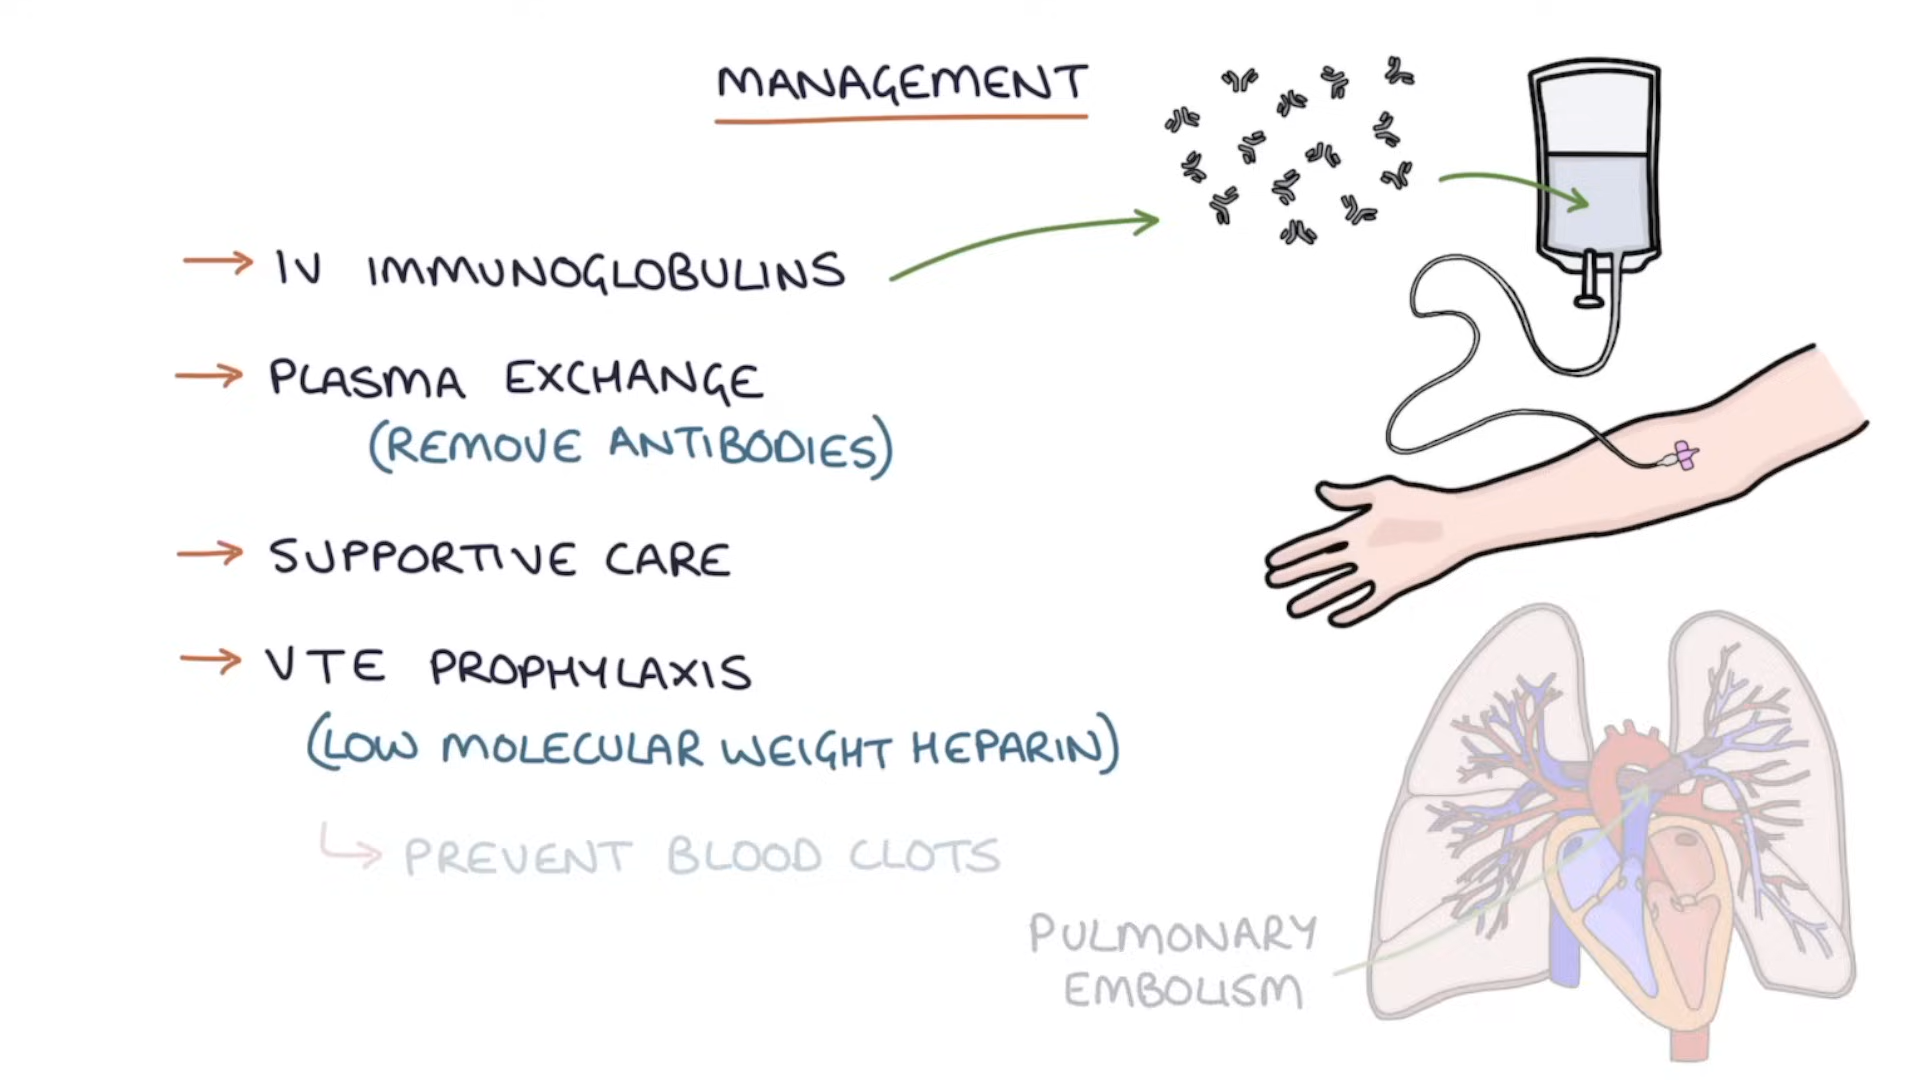 MANAGEMENT
→ IV IMMUNOGLOBULINS
→ PLASMA EXCHANGE
(REMOVE ANTIBODIES)
→ SUPPORTIVE CARE
→ VTE PROPHYLAXIS
(LOW MOLECULAR WEIGHT HEPARIN)
↳ PREVENT BLOOD CLOTS
PULMONARY
EMBOLISM